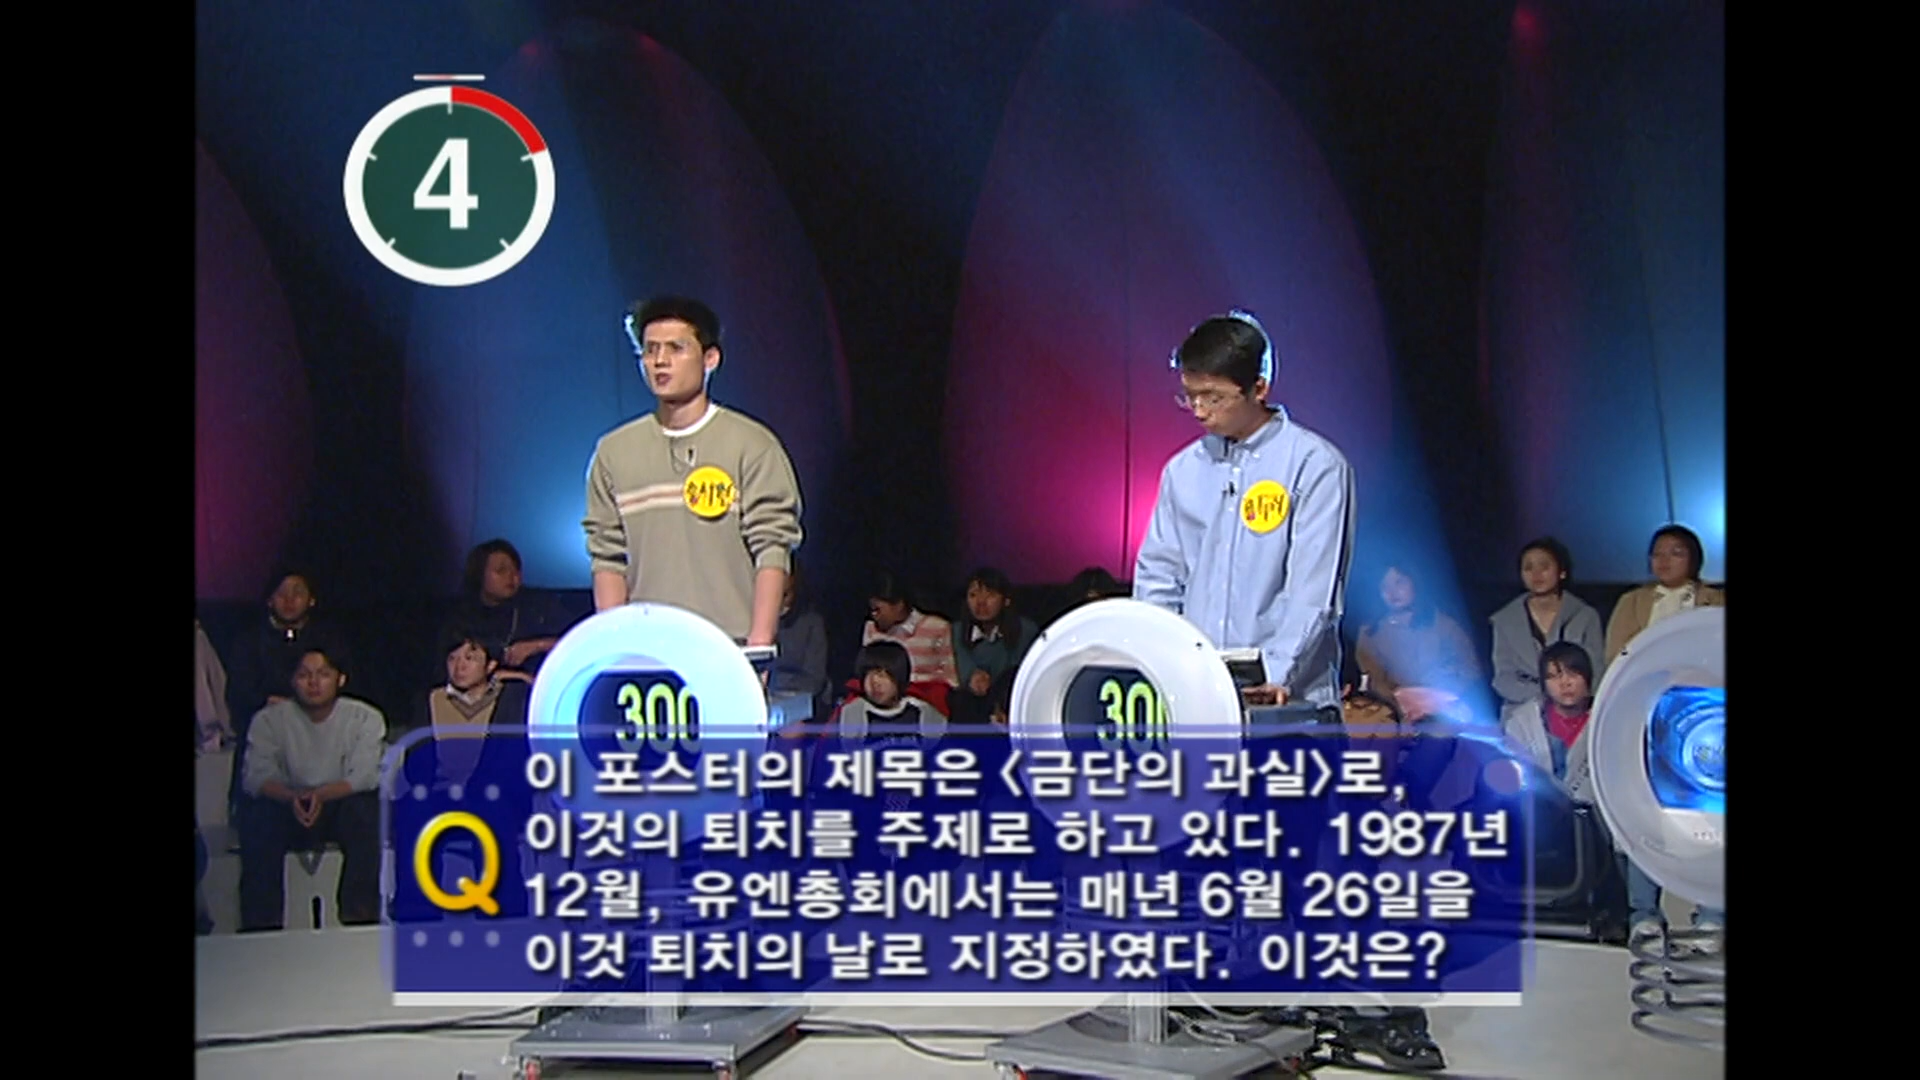 4
300
이 포스터의 제목은 <금단의 과실>로,
Q
이것의 퇴치를 주제로 하고 있다. 1987년
12월, 유엔총회에서는 매년 6월 26일을
이것 퇴치의 날로 지정하였다. 이것은?